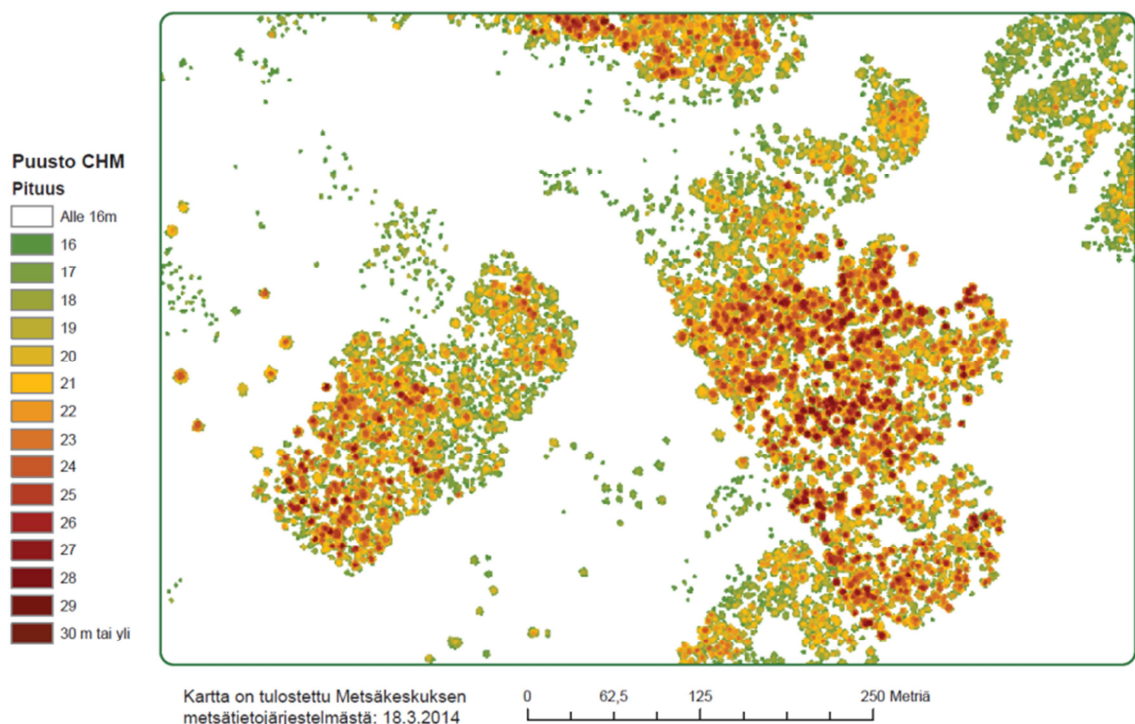 Puusto CHM
Pituus
Alle 16m
16
17
18
19
20
21
22
23
24
25
26
27
28
29
30 m tai yli
Kartta on tulostettu Metsäkeskuksen
metsätietojärjestelmästä: 18.3.2014
0 62,5 125 250 Metriä